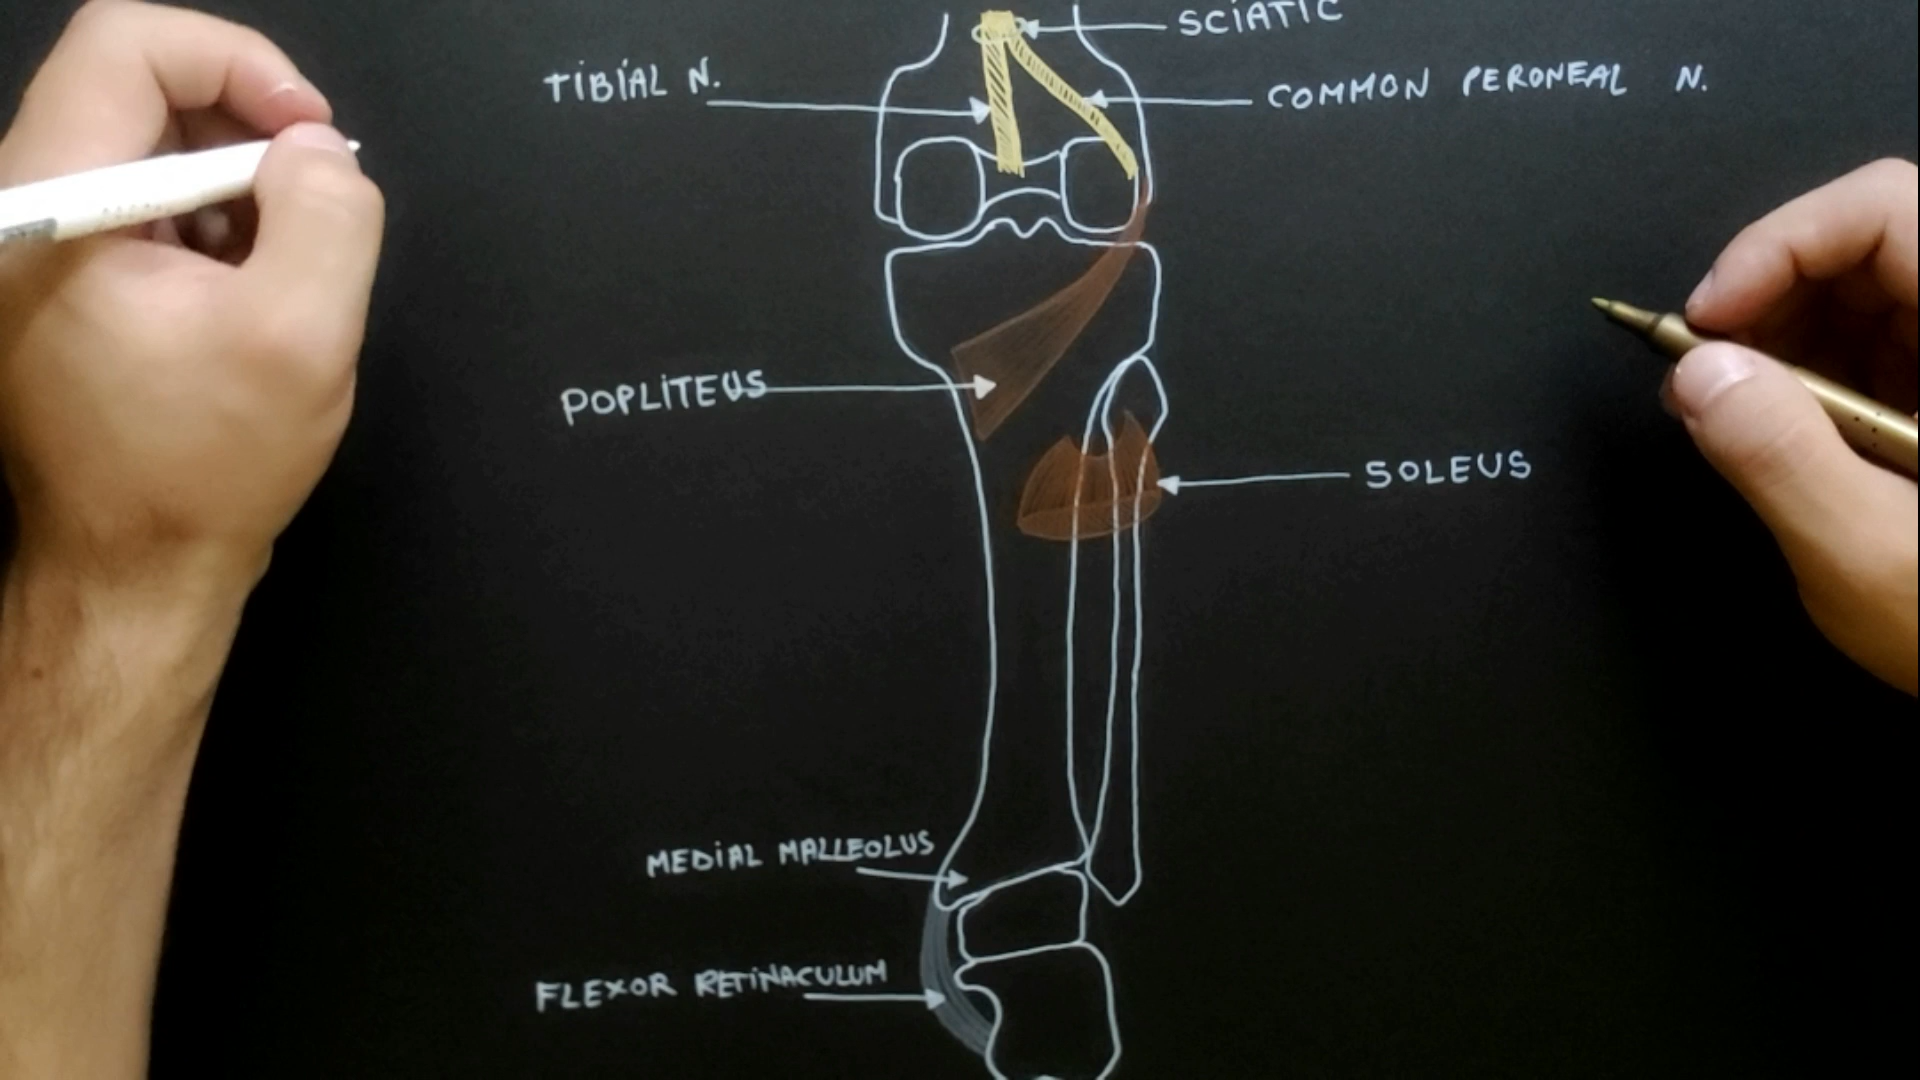 SCIATIC
TIBIAL N.
COMMON PERONEAL N.
POPLITEUS
SOLEUS
MEDIAL MALLEOLUS
FLEXOR RETINACULUM